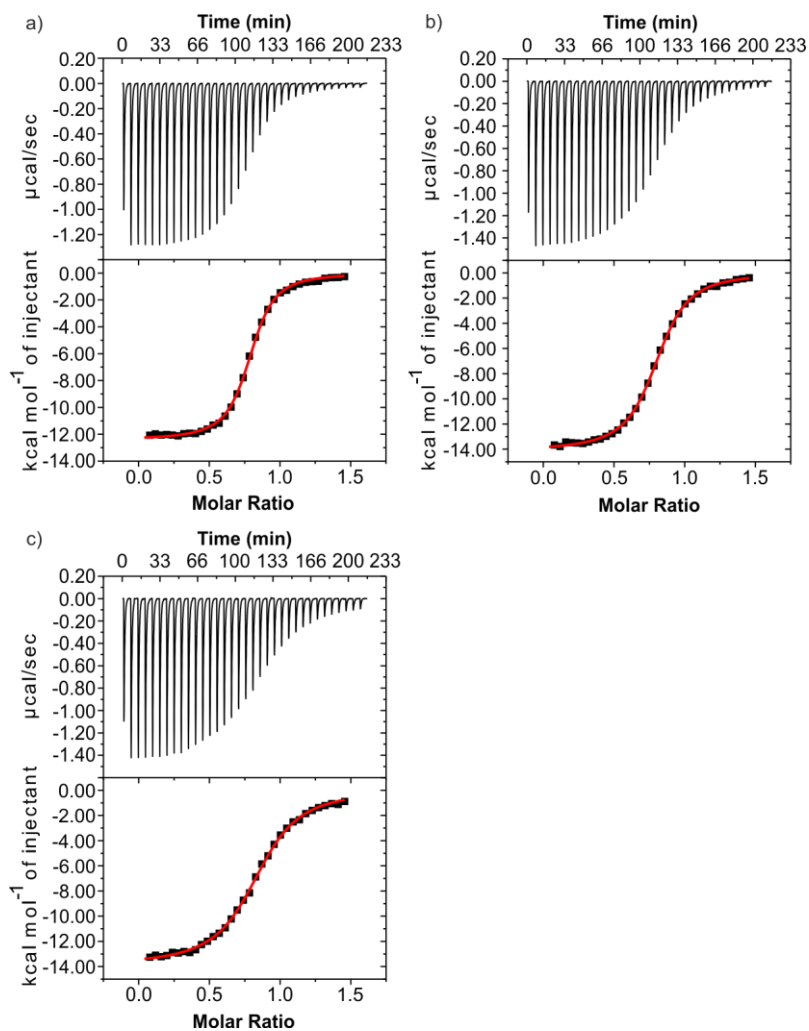 a)
Time (min)
0 33 66 100 133 166 200 233
0.20
0.00
-0.20
-0.40
-0.60
-0.80
-1.00
-1.20
µcal/sec
0.00
-2.00
-4.00
-6.00
-8.00
-10.00
-12.00
-14.00
kcal mol⁻¹ of injectant
0.0 0.5 1.0 1.5
Molar Ratio
b)
Time (min)
0 33 66 100 133 166 200 233
0.20
0.00
-0.20
-0.40
-0.60
-0.80
-1.00
-1.20
-1.40
µcal/sec
0.00
-2.00
-4.00
-6.00
-8.00
-10.00
-12.00
-14.00
kcal mol⁻¹ of injectant
0.0 0.5 1.0 1.5
Molar Ratio
c)
Time (min)
0 33 66 100 133 166 200 233
0.20
0.00
-0.20
-0.40
-0.60
-0.80
-1.00
-1.20
-1.40
µcal/sec
0.00
-2.00
-4.00
-6.00
-8.00
-10.00
-12.00
-14.00
kcal mol⁻¹ of injectant
0.0 0.5 1.0 1.5
Molar Ratio